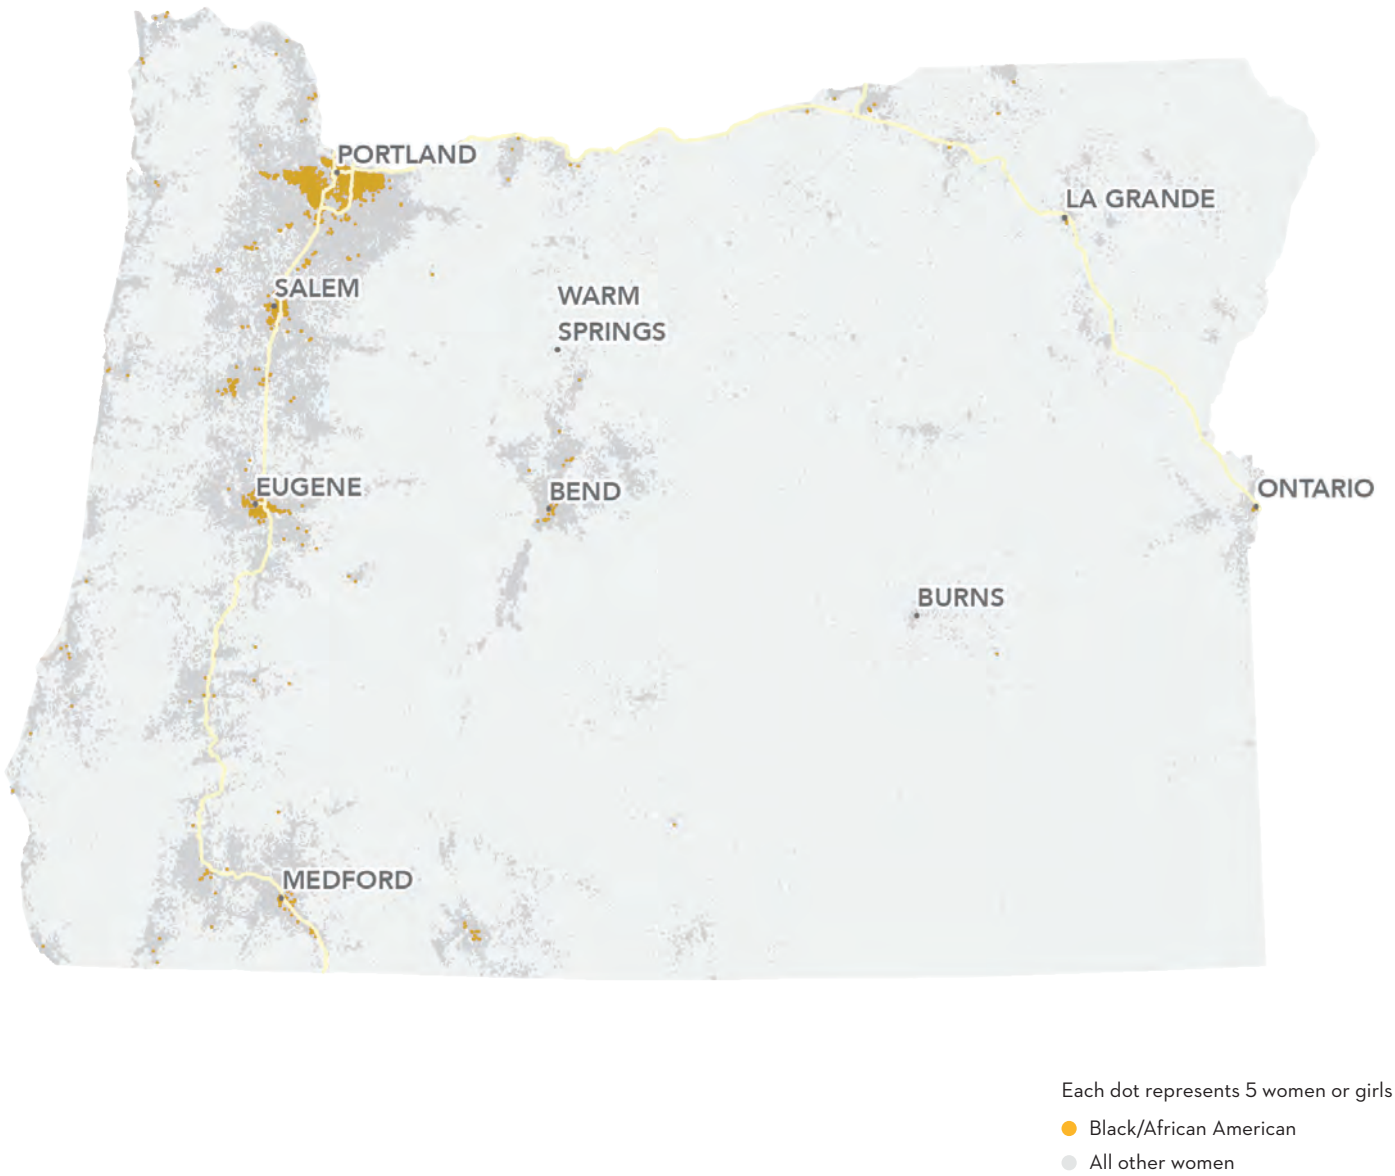 PORTLAND
LA GRANDE
SALEM
WARM
SPRINGS
EUGENE
BEND
ONTARIO
BURNS
MEDFORD
Each dot represents 5 women or girls
Black/African American
All other women